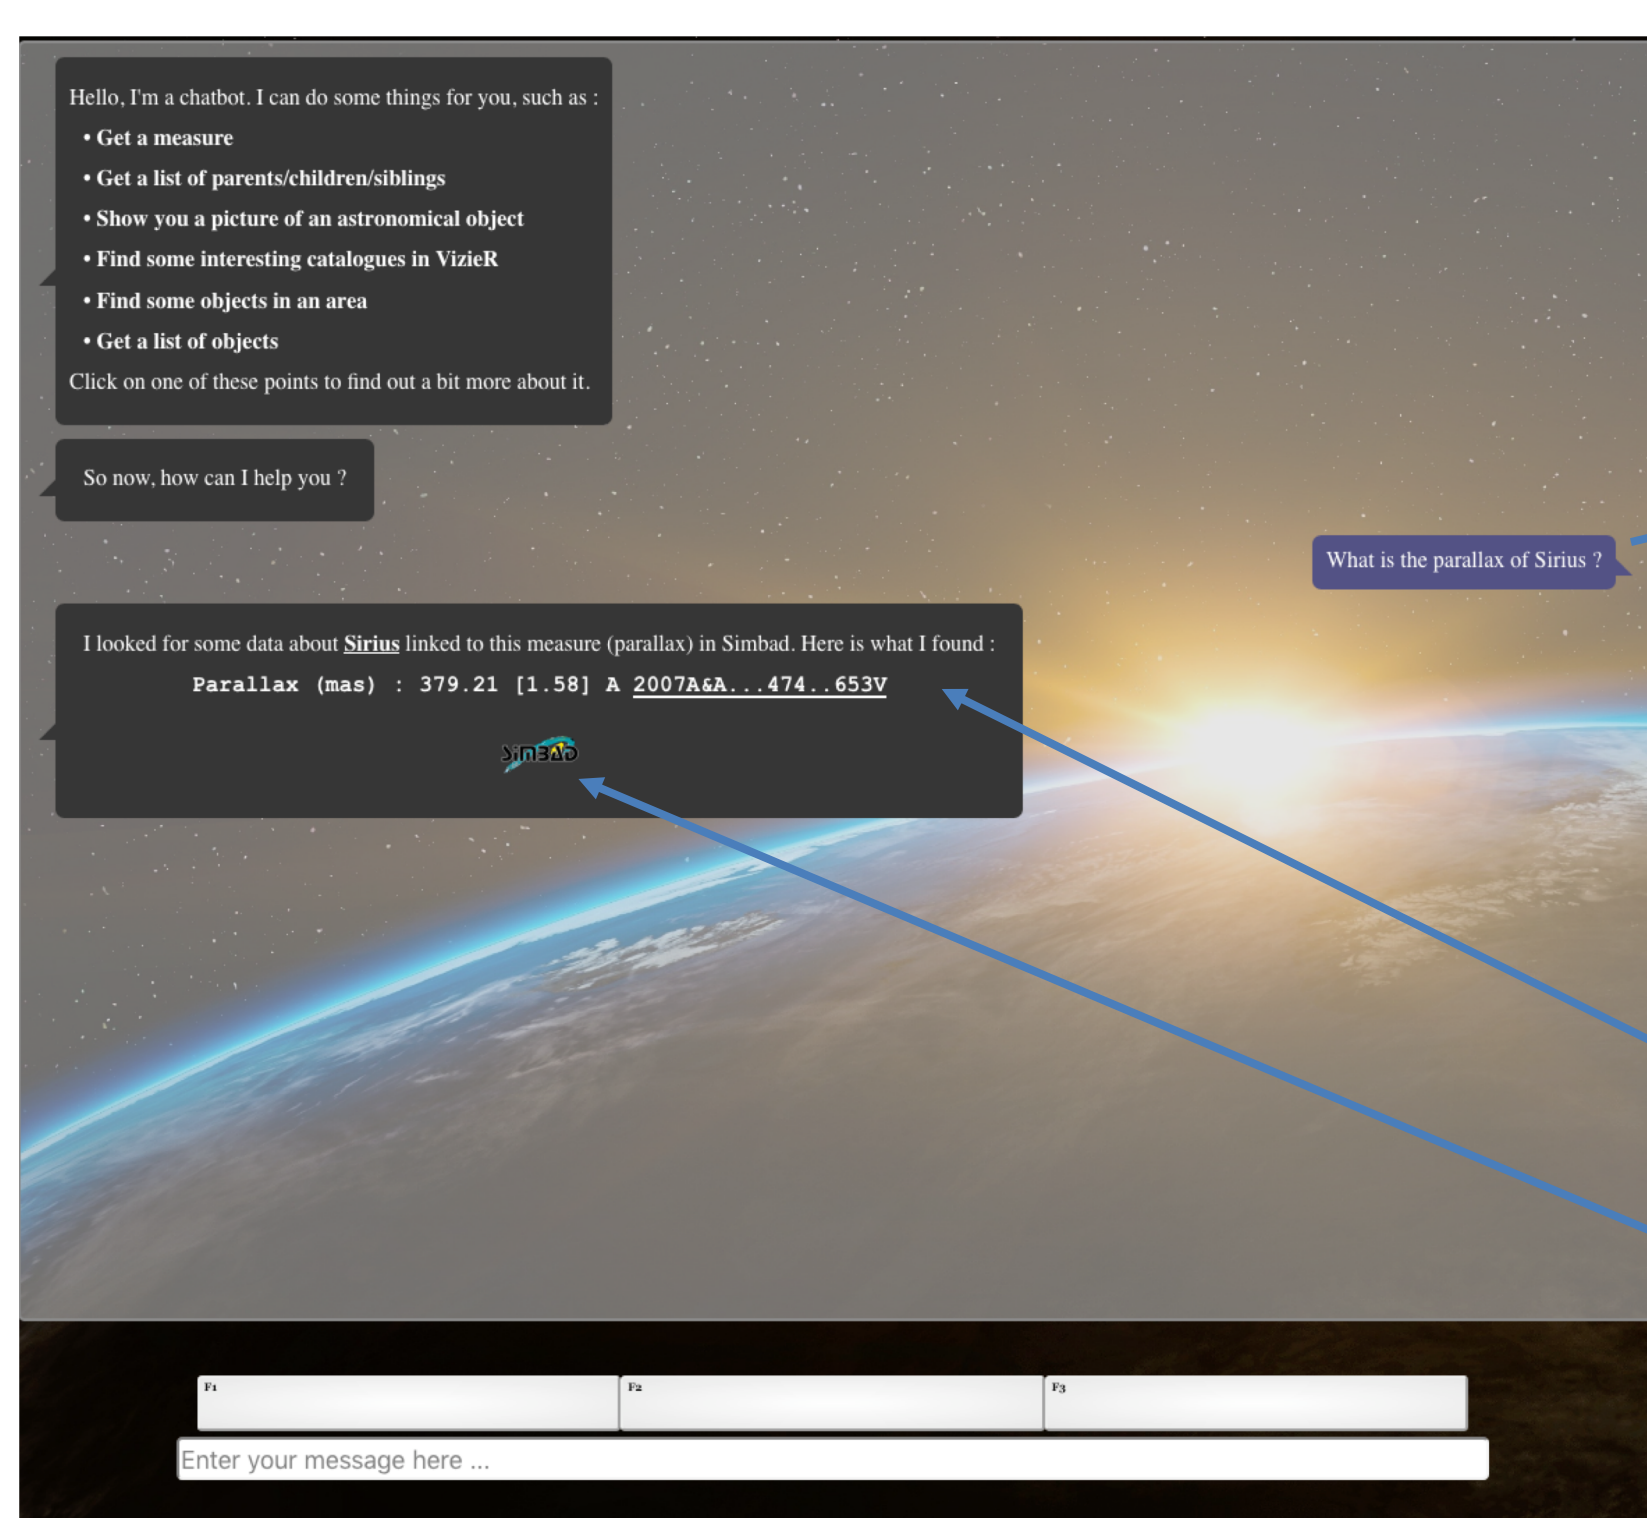 Hello, I'm a chatbot. I can do some things for you, such as :
• Get a measure
• Get a list of parents/children/siblings
• Show you a picture of an astronomical object
• Find some interesting catalogues in VizieR
• Find some objects in an area
• Get a list of objects
Click on one of these points to find out a bit more about it.
So now, how can I help you ?
What is the parallax of Sirius ?
I looked for some data about Sirius linked to this measure (parallax) in Simbad. Here is what I found :
Parallax (mas) : 379.21 [1.58] A 2007A&A...474..653V
SIMBAD
F1
F2
F3
Enter your message here ...